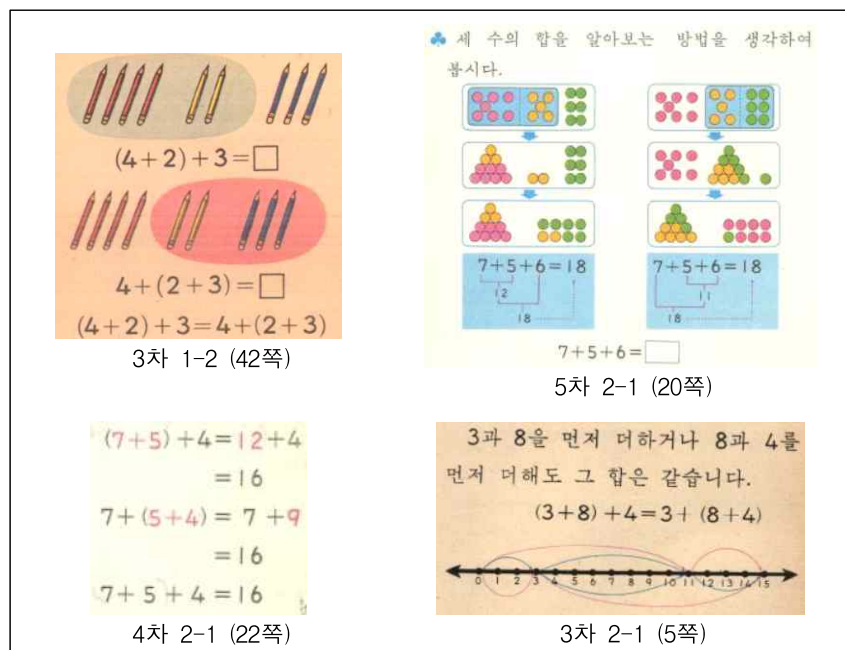 (4+2)+3=□
4+(2+3)=□
(4+2)+3=4+(2+3)
3차 1-2 (42쪽)
♣ 세 수의 합을 알아보는 방법을 생각하여
봅시다.
7+5+6=18
12
18
7+5+6=18
11
18
7+5+6=□
5차 2-1 (20쪽)
(7+5)+4=12+4
=16
7+(5+4)=7+9
=16
7+5+4=16
4차 2-1 (22쪽)
3과 8을 먼저 더하거나 8과 4를
먼저 더해도 그 합은 같습니다.
(3+8)+4=3+(8+4)
0 1 2 3 4 5 6 7 8 9 10 11 12 13 14 15
3차 2-1 (5쪽)